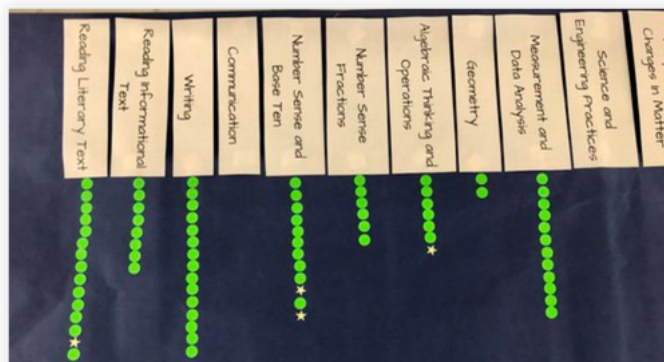 Reading Literary Text
Reading Informational
Text
Writing
Communication
Number Sense and
Base Ten
Number Sense
Fractions
Algebraic Thinking and
Operations
Geometry
Measurement and
Data Analysis
Science and
Engineering Practices
Changes in Matter